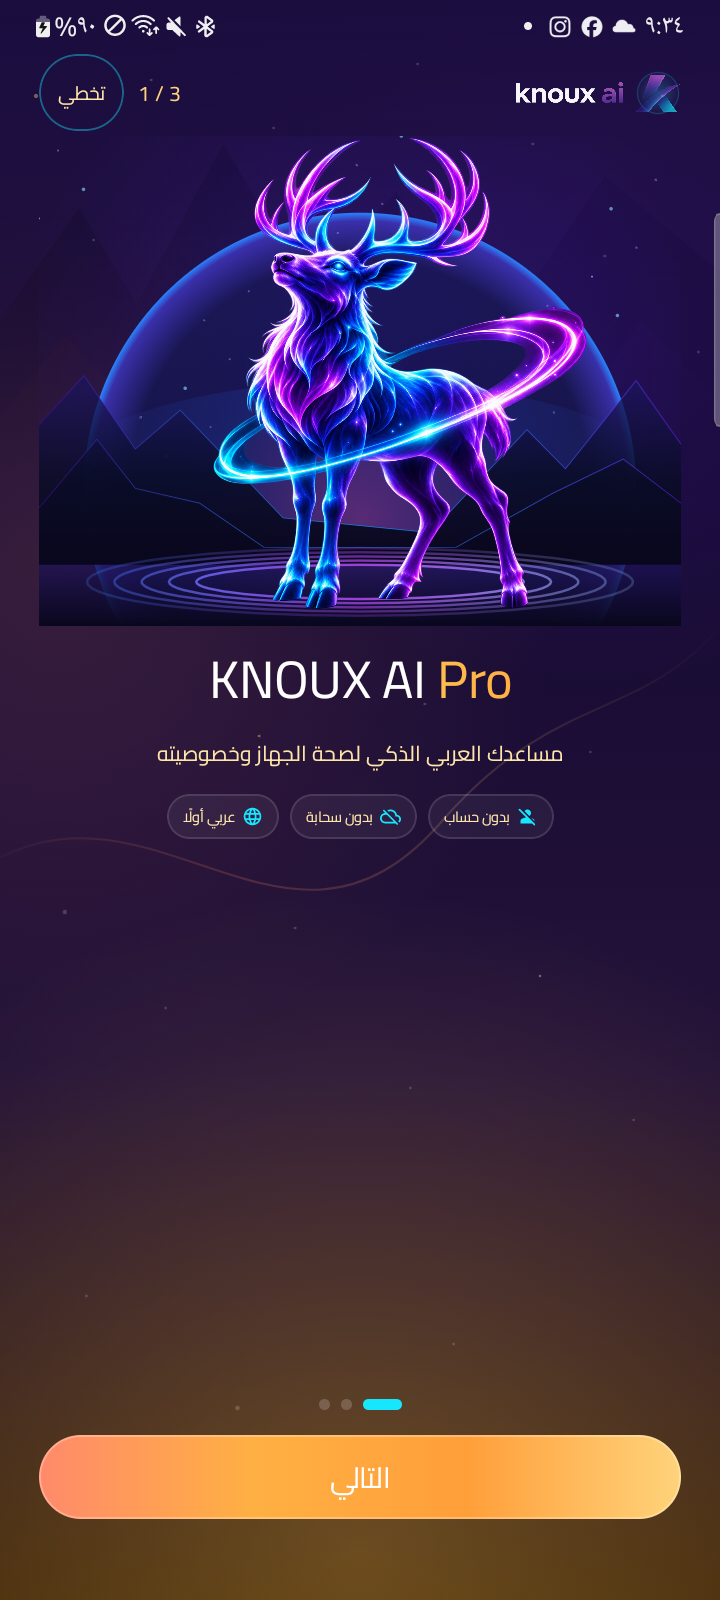 ٩:٣٤
%٩٠
knoux ai
1 / 3
تخطي
KNOUX AI Pro
مساعدك العربي الذكي لصحة الجهاز وخصوصيته
بدون حساب
بدون سحابة
عربي أولًا
التالي